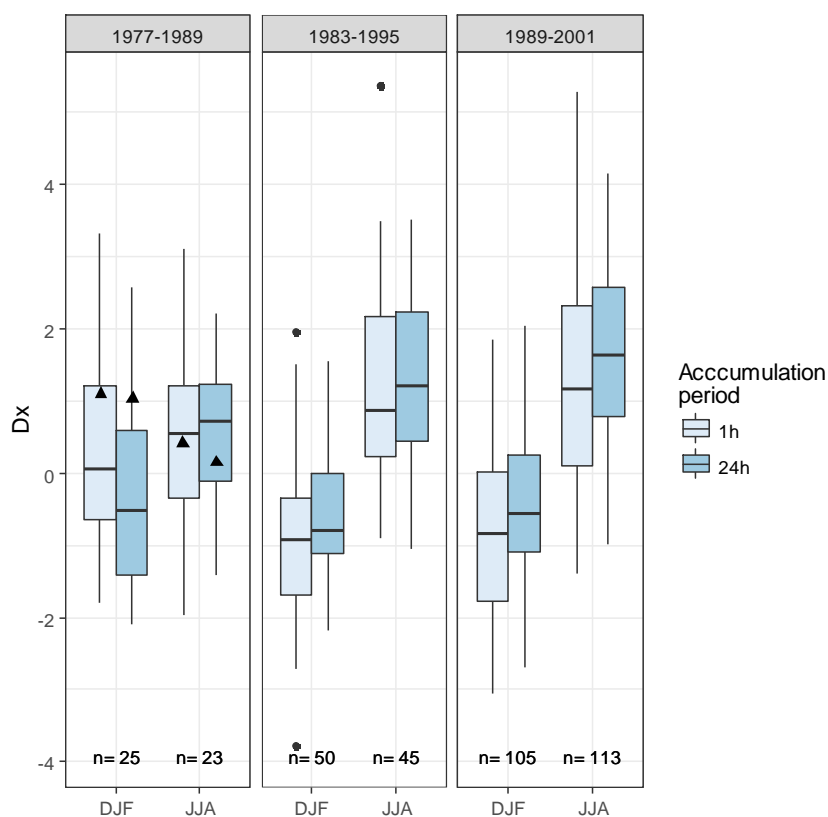 1977-1989 1983-1995 1989-2001
4
2
0
-2
-4
Dx
n= 25 n= 23 n= 50 n= 45 n= 105 n= 113
DJF JJA DJF JJA DJF JJA
Acccumulation
period
1h
24h